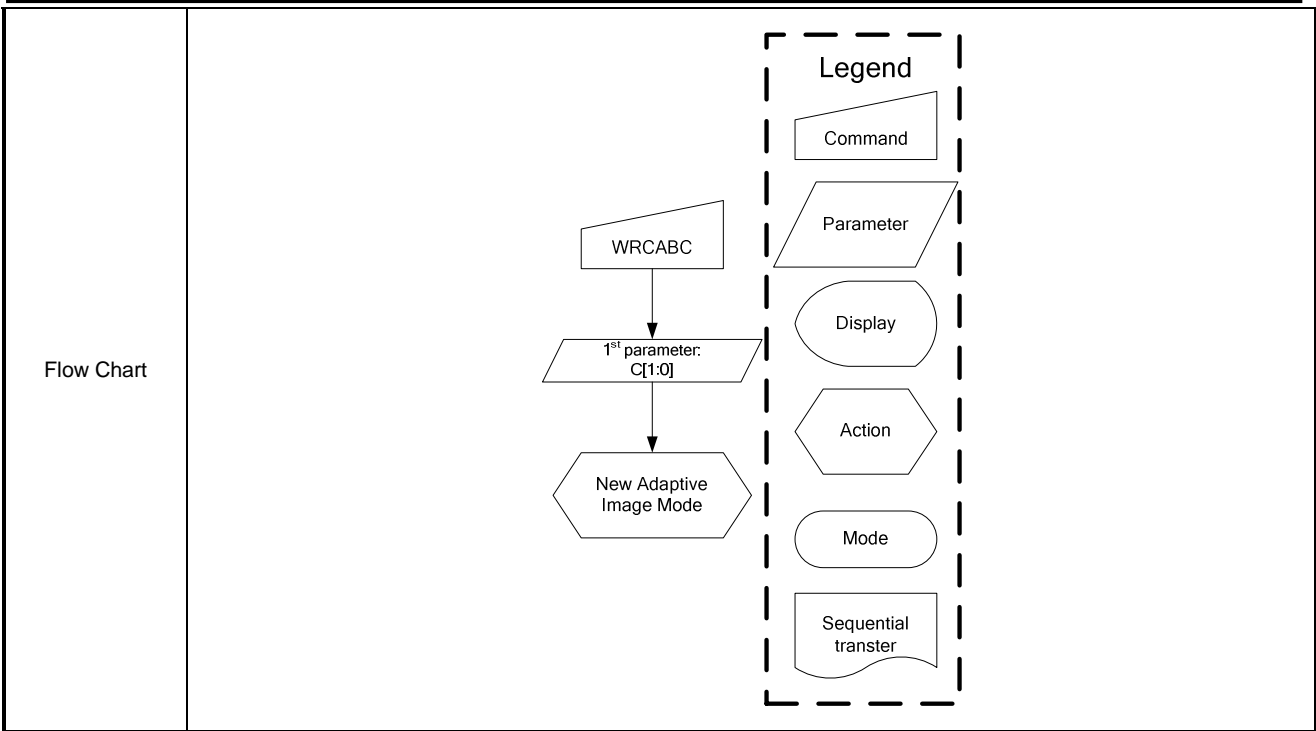 Flow Chart
WRCABC
1st parameter:
C[1:0]
New Adaptive
Image Mode
Legend
Command
Parameter
Display
Action
Mode
Sequential
transter